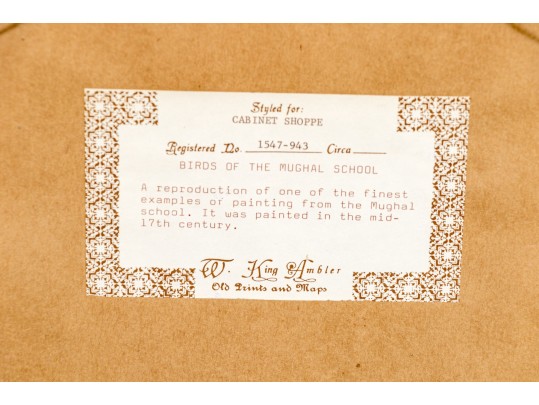 Styled for:
CABINET SHOPPE
Registered No. 1547-943 Circa
BIRDS OF THE MUGHAL SCHOOL
A reproduction of one of the finest
examples or painting from the Mughal
school. It was painted in the mid-
17th century.
W. King Ambler
Old Prints and Maps